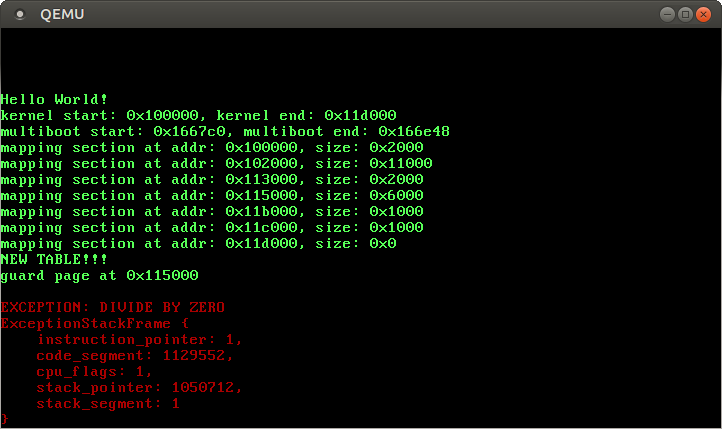 QEMU
Hello World!
kernel start: 0x100000, kernel end: 0x11d000
multiboot start: 0x1667c0, multiboot end: 0x166e48
mapping section at addr: 0x100000, size: 0x2000
mapping section at addr: 0x102000, size: 0x11000
mapping section at addr: 0x113000, size: 0x2000
mapping section at addr: 0x115000, size: 0x6000
mapping section at addr: 0x11b000, size: 0x1000
mapping section at addr: 0x11c000, size: 0x1000
mapping section at addr: 0x11d000, size: 0x0
NEW TABLE!!!
guard page at 0x115000
EXCEPTION: DIVIDE BY ZERO
ExceptionStackFrame {
    instruction_pointer: 1,
    code_segment: 1129552,
    cpu_flags: 1,
    stack_pointer: 1050712,
    stack_segment: 1
}